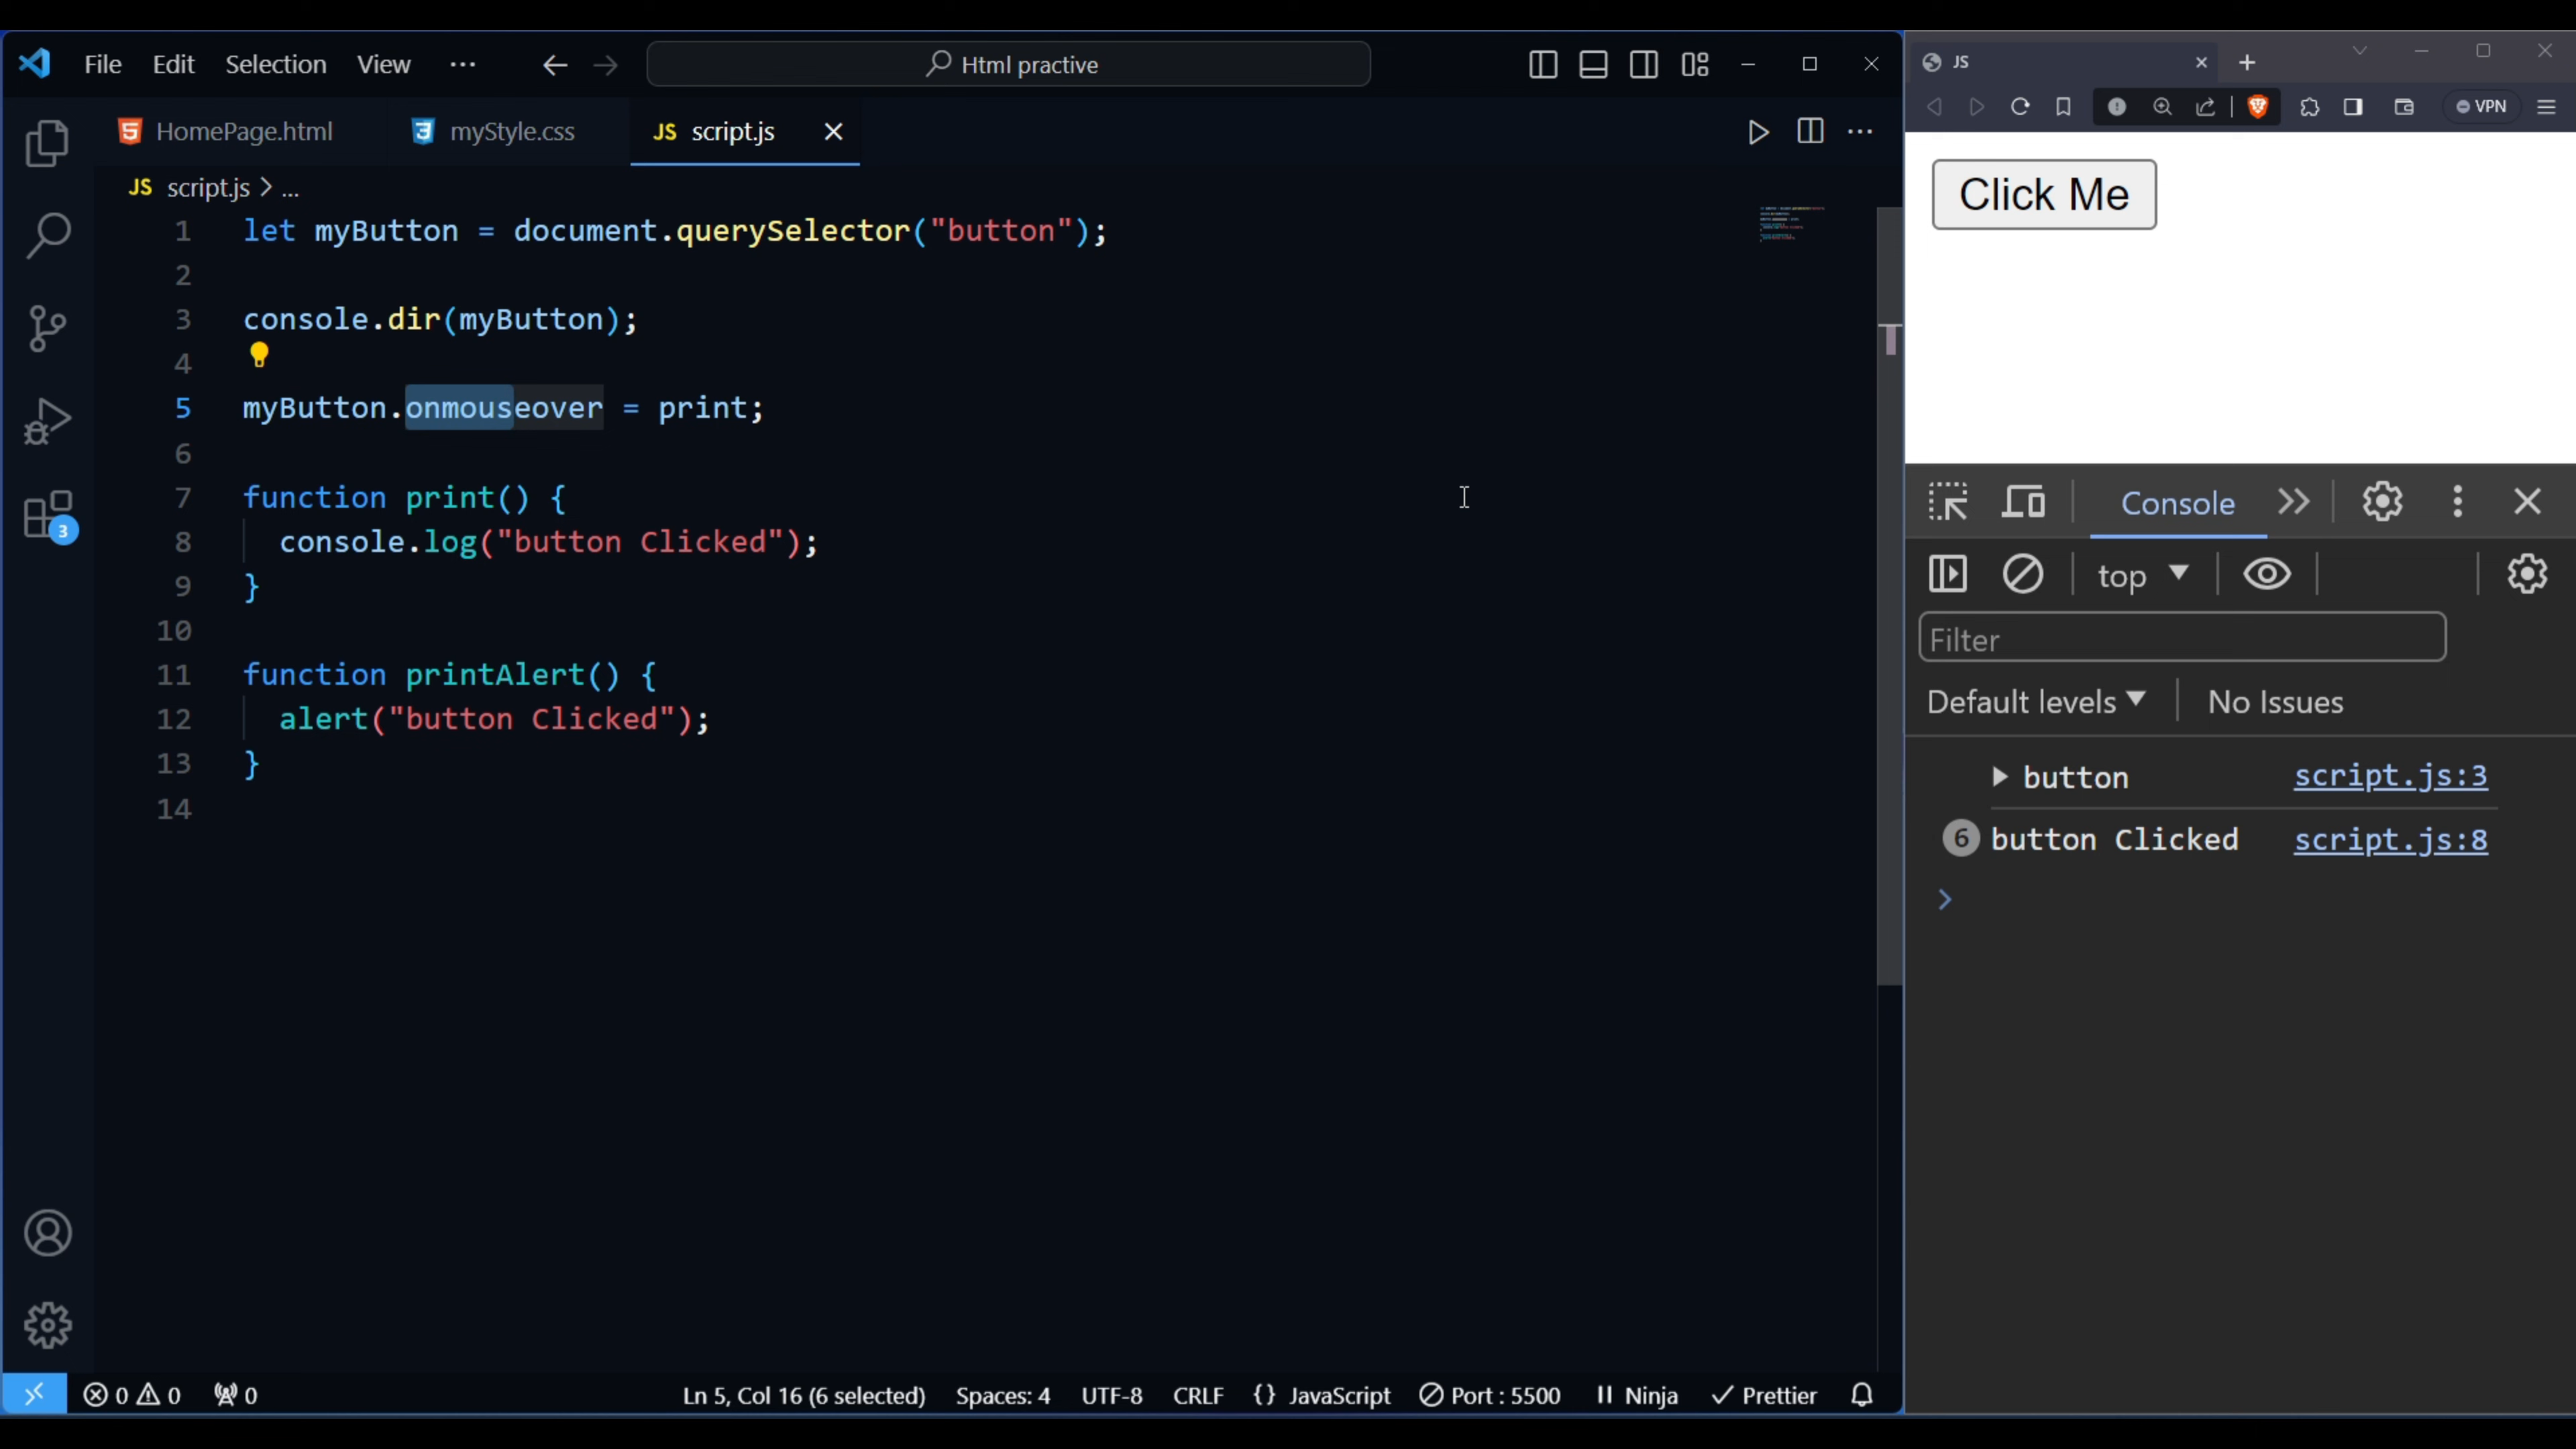 File Edit Selection View ··· Html practive
HomePage.html myStyle.css JS script.js
JS script.js > ...
1 let myButton = document.querySelector("button");
2
3 console.dir(myButton);
4
5 myButton.onmouseover = print;
6
7 function print() {
8 console.log("button Clicked");
9 }
10
11 function printAlert() {
12 alert("button Clicked");
13 }
14
3
0 0 0 Ln 5, Col 16 (6 selected) Spaces: 4 UTF-8 CRLF {} JavaScript Port : 5500 Ninja Prettier
JS
VPN
Click Me
Console
top
Filter
Default levels No Issues
button script.js:3
6 button Clicked script.js:8